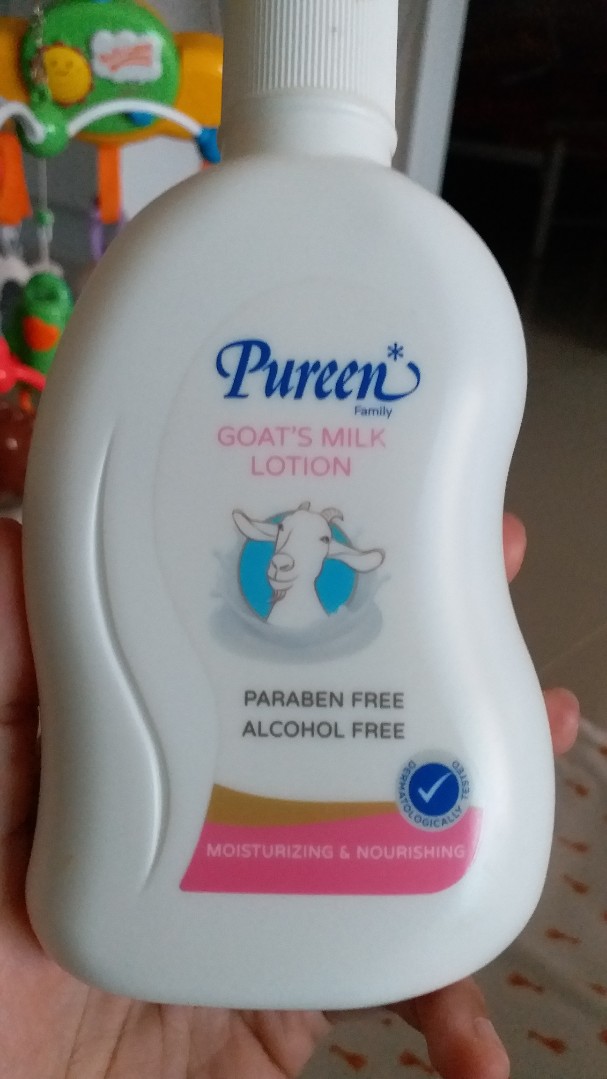 Pureen*
Family
GOAT'S MILK
LOTION
PARABEN FREE
ALCOHOL FREE
DERMATOLOGICALLY TESTED
MOISTURIZING & NOURISHING